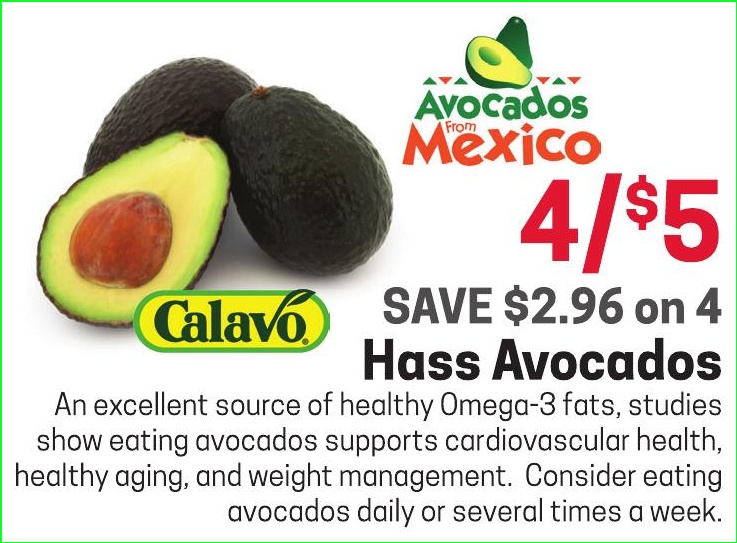 Avocados
From
Mexico
4/$5
Calavo®
SAVE $2.96 on 4
Hass Avocados
An excellent source of healthy Omega-3 fats, studies
show eating avocados supports cardiovascular health,
healthy aging, and weight management. Consider eating
avocados daily or several times a week.